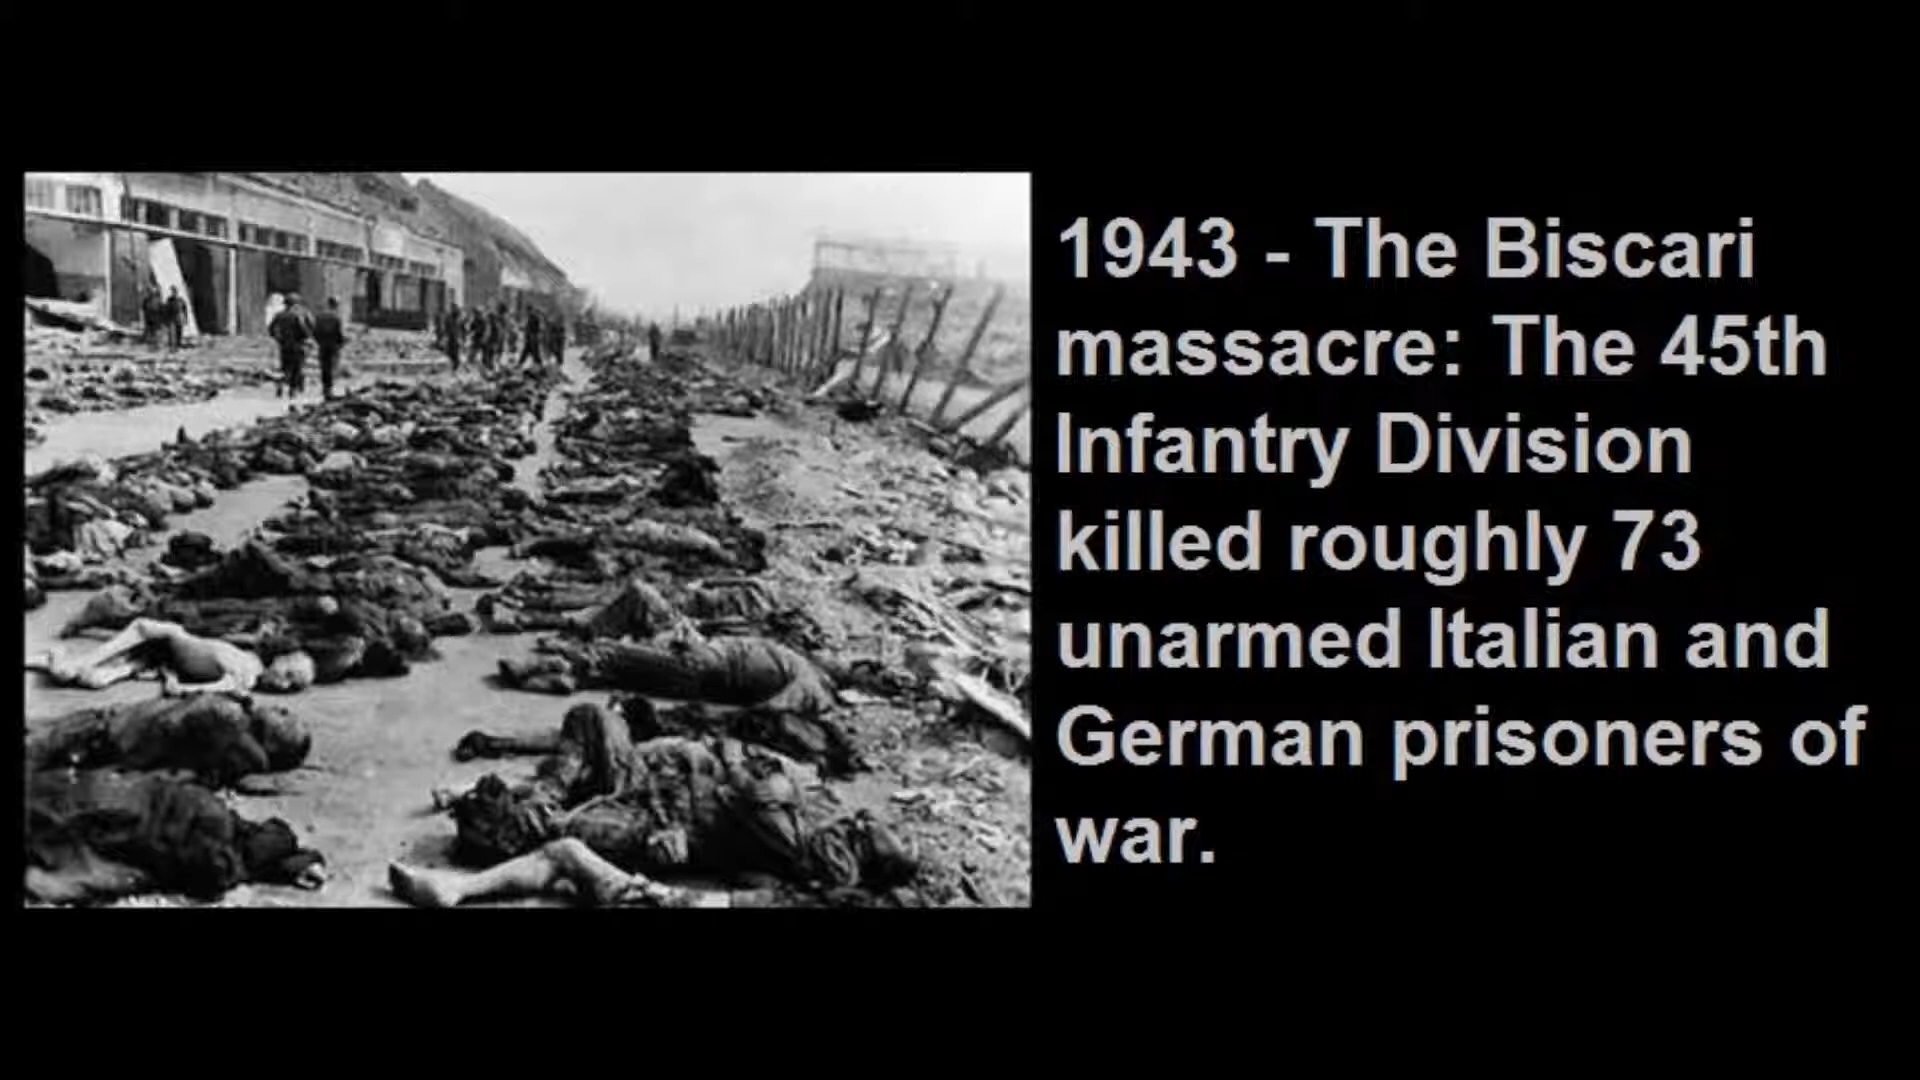 1943 - The Biscari
massacre: The 45th
Infantry Division
killed roughly 73
unarmed Italian and
German prisoners of
war.